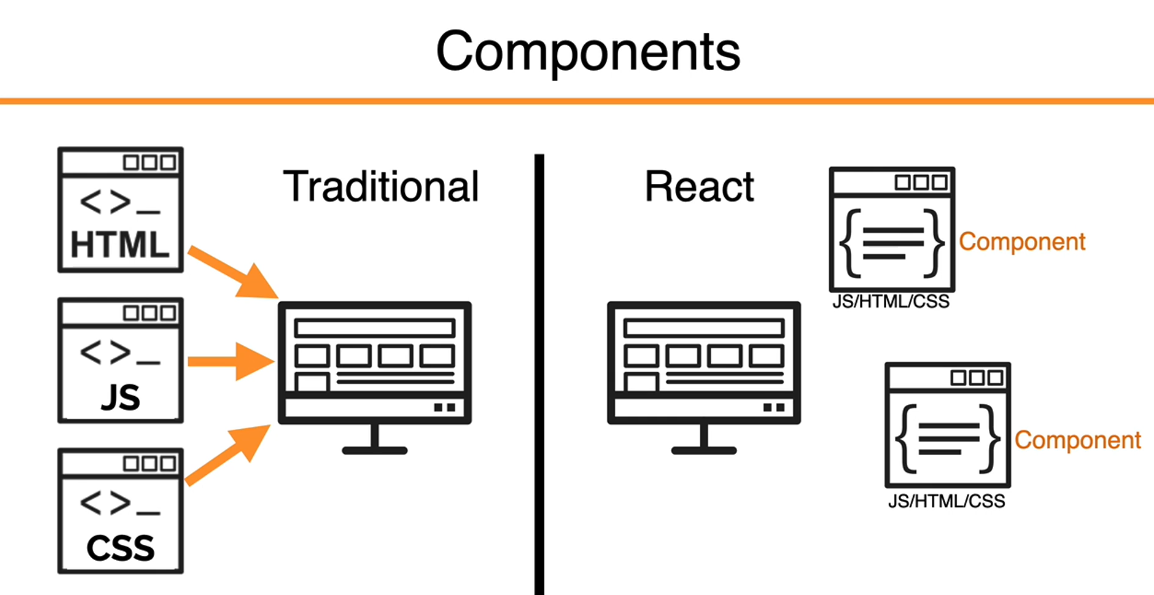 Components
Traditional
<>_
HTML
<>_
JS
<>_
CSS
React
{ }
Component
JS/HTML/CSS
{ }
Component
JS/HTML/CSS